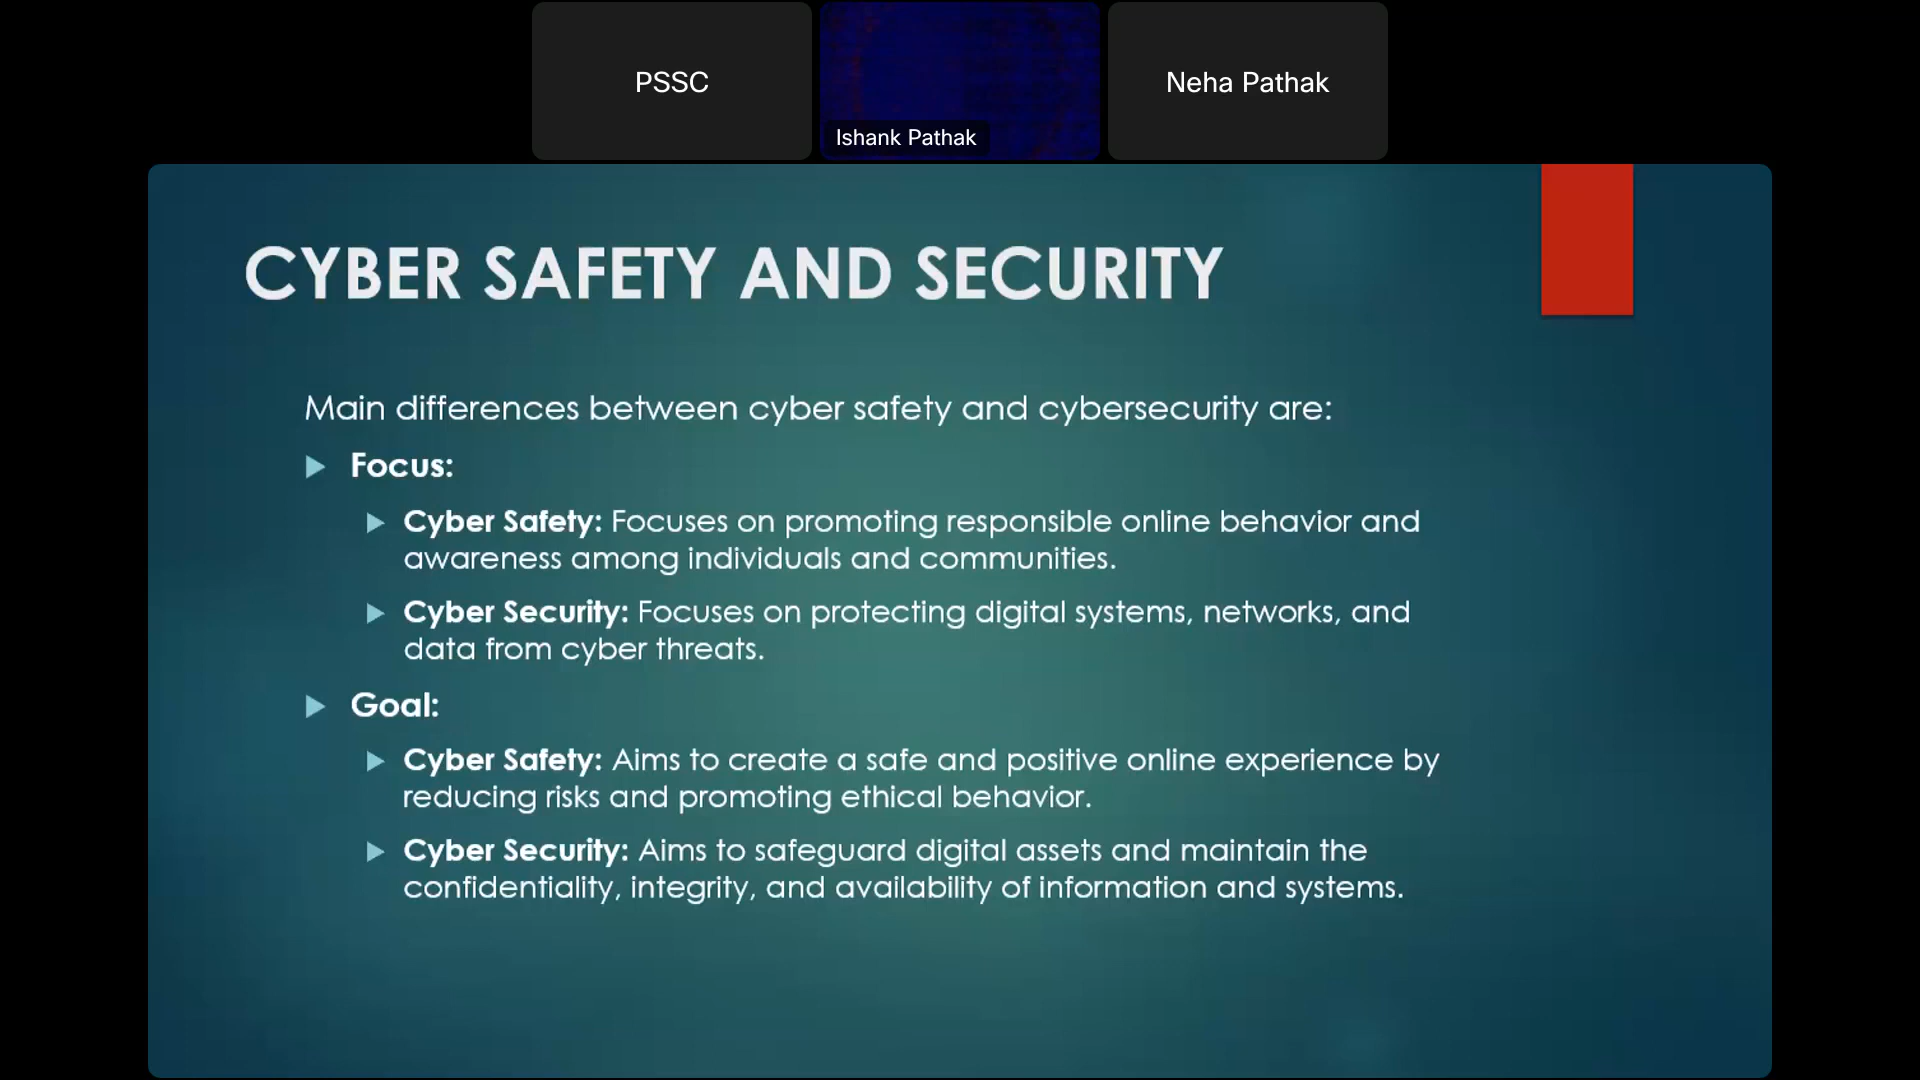 PSSC
Ishank Pathak
Neha Pathak
CYBER SAFETY AND SECURITY
Main differences between cyber safety and cybersecurity are:
Focus:
Cyber Safety: Focuses on promoting responsible online behavior and
awareness among individuals and communities.
Cyber Security: Focuses on protecting digital systems, networks, and
data from cyber threats.
Goal:
Cyber Safety: Aims to create a safe and positive online experience by
reducing risks and promoting ethical behavior.
Cyber Security: Aims to safeguard digital assets and maintain the
confidentiality, integrity, and availability of information and systems.